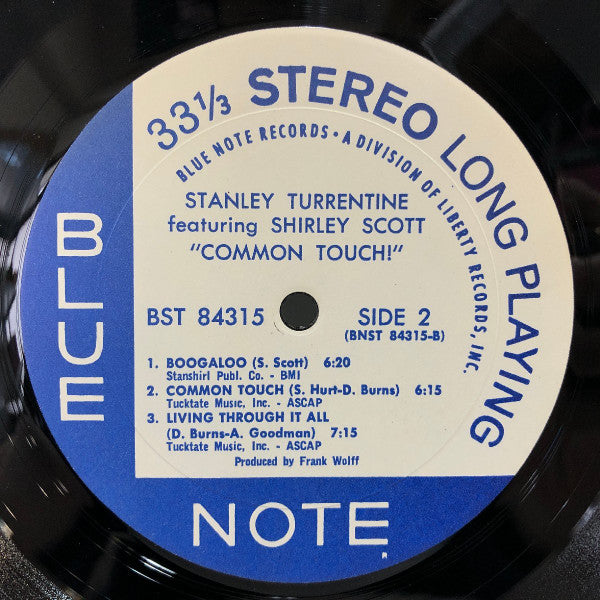 33⅓ STEREO LONG PLAYING
BLUE NOTE RECORDS • A DIVISION OF LIBERTY RECORDS, INC.
STANLEY TURRENTINE
featuring SHIRLEY SCOTT
"COMMON TOUCH!"
BLUE
BST 84315 SIDE 2
(BNST 84315-B)
1. BOOGALOO (S. Scott) 6:20
Stanshirl Publ. Co. - BMI
2. COMMON TOUCH (S. Hurt-D. Burns) 6:15
Tucktate Music, Inc. - ASCAP
3. LIVING THROUGH IT ALL
(D. Burns-A. Goodman) 7:15
Tucktate Music, Inc. - ASCAP
Produced by Frank Wolff
NOTE
R